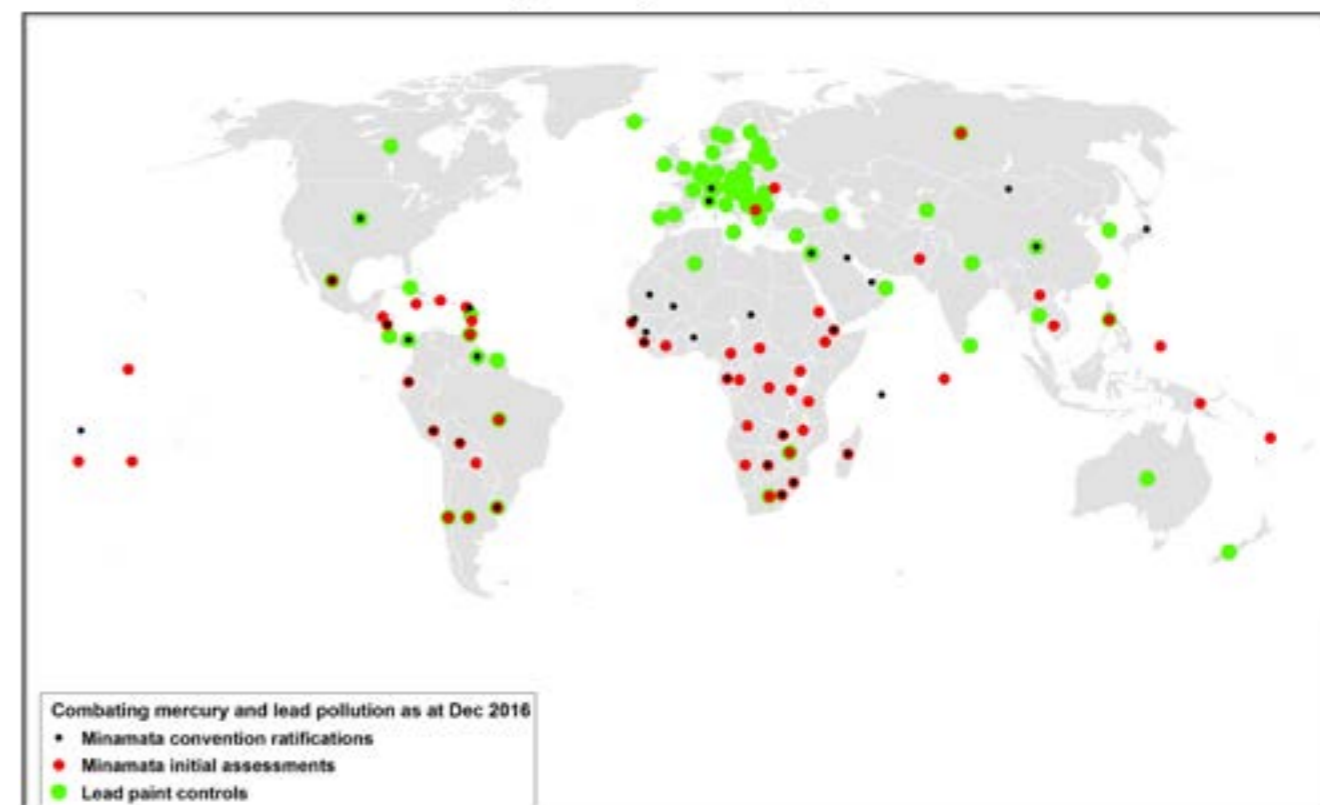 Combating mercury and lead pollution as at Dec 2016
Minamata convention ratifications
Minamata initial assessments
Lead paint controls